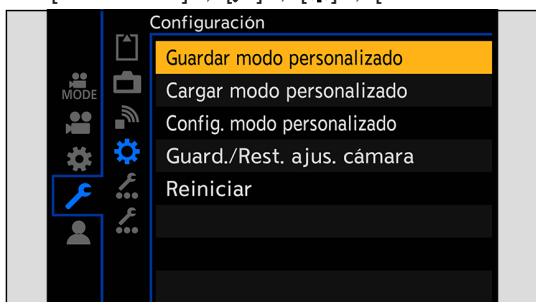 Configuración
Guardar modo personalizado
Cargar modo personalizado
Config. modo personalizado
Guard./Rest. ajus. cámara
Reiniciar
MODE